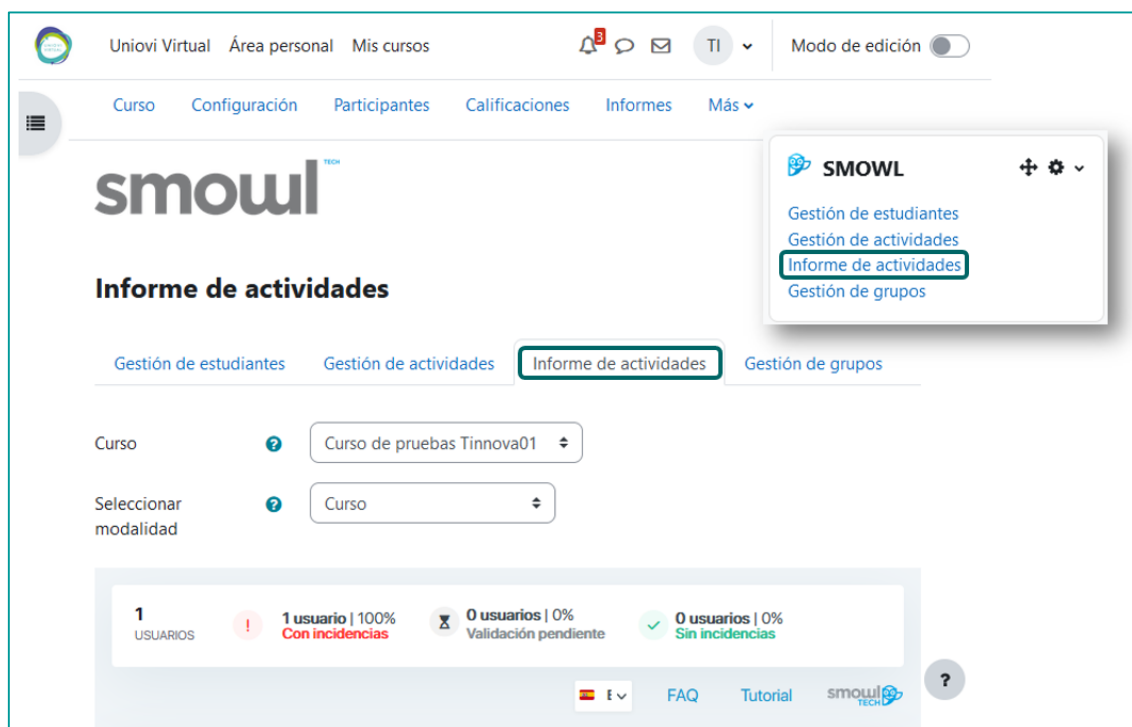 Uniovi Virtual Área personal Mis cursos 3 TI Modo de edición
Curso Configuración Participantes Calificaciones Informes Más
smowl TECH
SMOWL
Gestión de estudiantes
Gestión de actividades
Informe de actividades
Gestión de grupos
Informe de actividades
Gestión de estudiantes Gestión de actividades Informe de actividades Gestión de grupos
Curso ? Curso de pruebas Tinnova01
Seleccionar modalidad ? Curso
1 USUARIOS
! 1 usuario | 100%
Con incidencias
0 usuarios | 0%
Validación pendiente
0 usuarios | 0%
Sin incidencias
E FAQ Tutorial smowl TECH
?